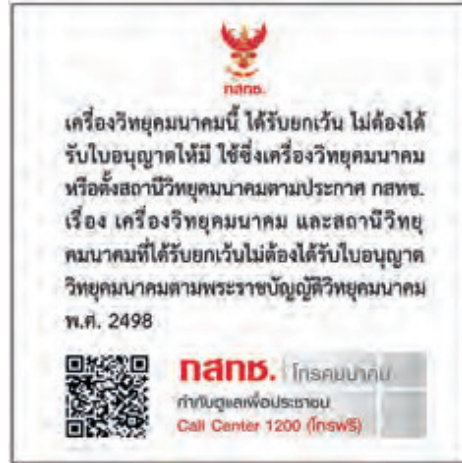 กสทช.
เครื่องวิทยุคมนาคมนี้ ได้รับยกเว้น ไม่ต้องได้
รับใบอนุญาตให้มี ใช้ซึ่งเครื่องวิทยุคมนาคม
หรือตั้งสถานีวิทยุคมนาคมตามประกาศ กสทช.
เรื่อง เครื่องวิทยุคมนาคม และสถานีวิทยุ
คมนาคมที่ได้รับยกเว้นไม่ต้องได้รับใบอนุญาต
วิทยุคมนาคมตามพระราชบัญญัติวิทยุคมนาคม
พ.ศ. 2498
กสทช. โทรคมนาคม
กำกับดูแลเพื่อประชาชน
Call Center 1200 (โทรฟรี)